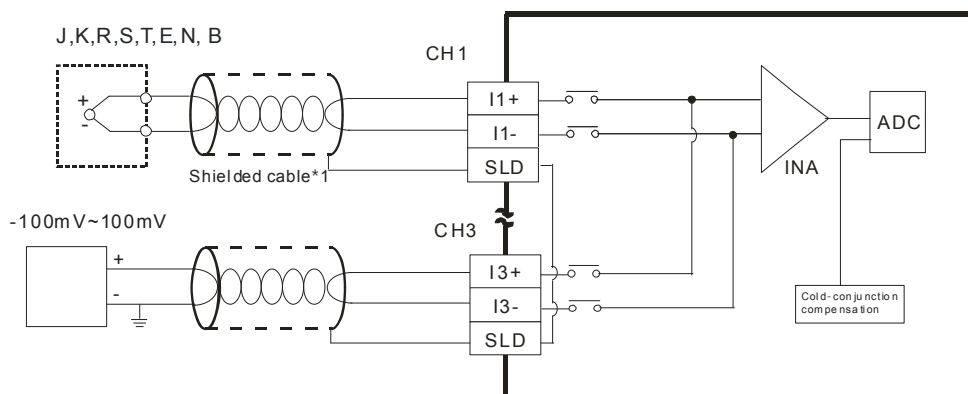 J,K,R,S,T,E,N, B
CH1
+
-
I1+
I1-
SLD
Shielded cable*1
INA
ADC
-100mV~100mV
CH3
+
-
I3+
I3-
SLD
Cold-conjunction
compensation